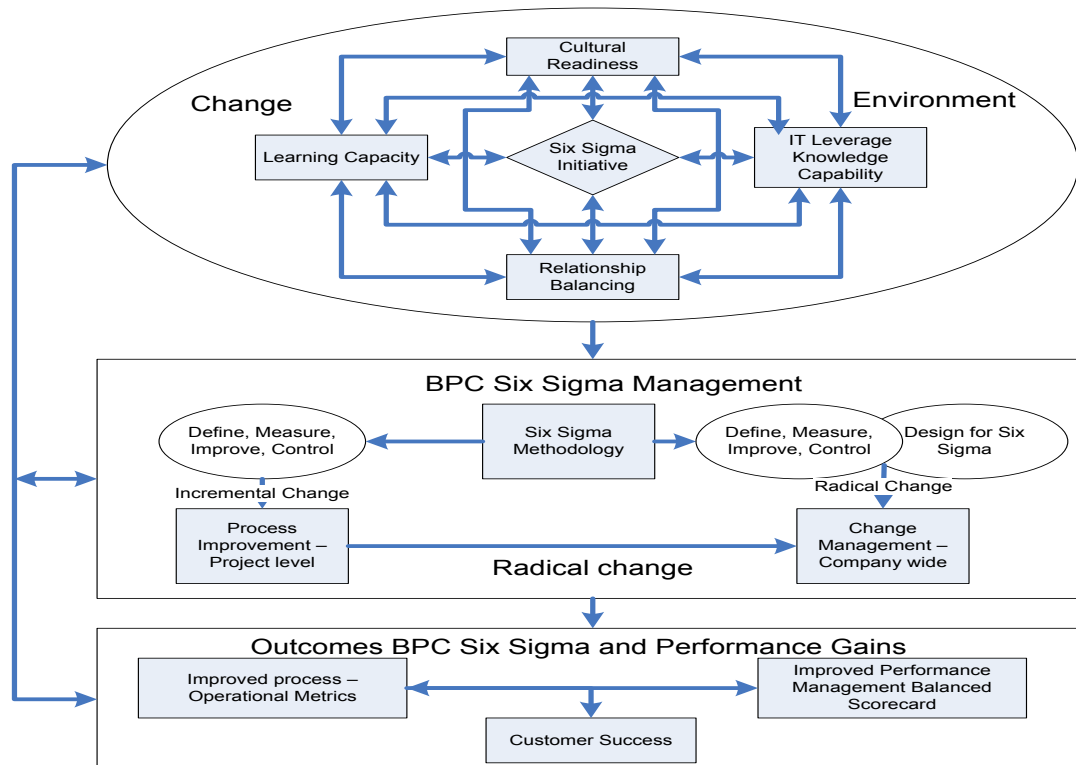 Cultural
Readiness
Change
Environment
Learning Capacity
Six Sigma
Initiative
IT Leverage
Knowledge
Capability
Relationship
Balancing
BPC Six Sigma Management
Define, Measure,
Improve, Control
Six Sigma
Methodology
Define, Measure,
Improve, Control
Design for Six
Sigma
Incremental Change
Radical Change
Process
Improvement –
Project level
Change
Management –
Company wide
Radical change
Outcomes BPC Six Sigma and Performance Gains
Improved process –
Operational Metrics
Improved Performance
Management Balanced
Scorecard
Customer Success